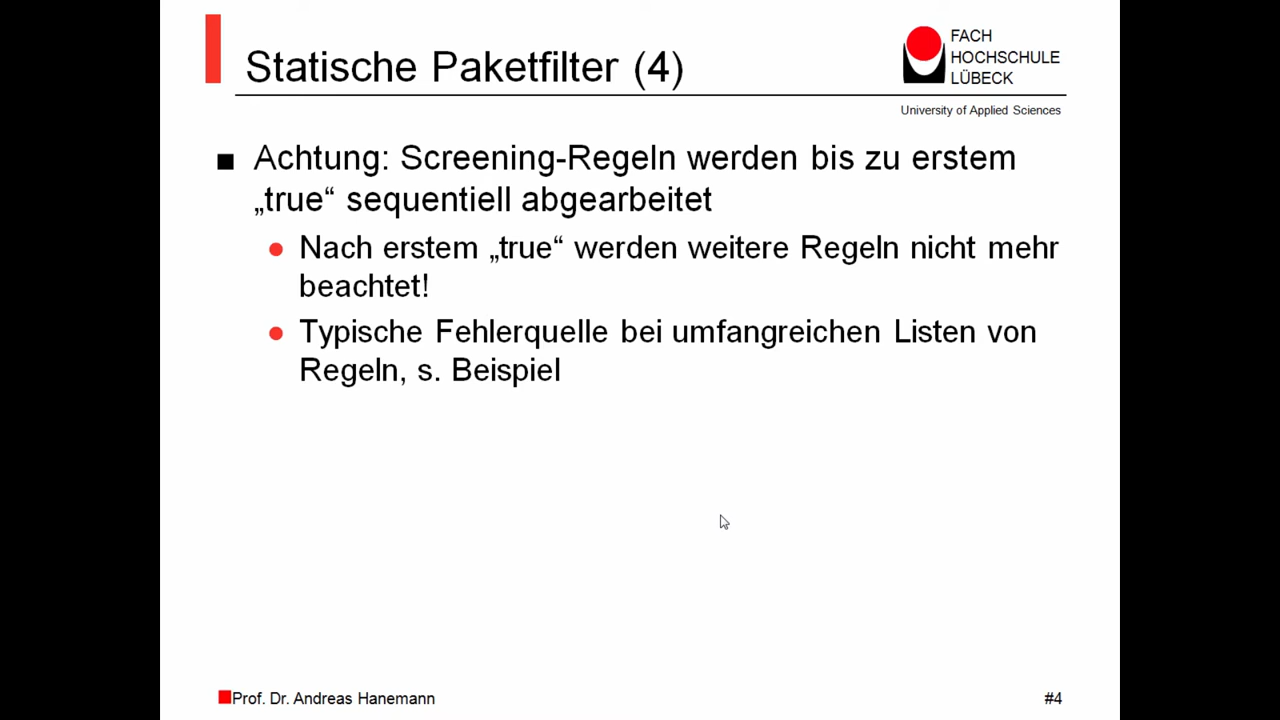 Statische Paketfilter (4)
FACH
HOCHSCHULE
LÜBECK
University of Applied Sciences
Achtung: Screening-Regeln werden bis zu erstem
„true“ sequentiell abgearbeitet
Nach erstem „true“ werden weitere Regeln nicht mehr
beachtet!
Typische Fehlerquelle bei umfangreichen Listen von
Regeln, s. Beispiel
Prof. Dr. Andreas Hanemann
#4